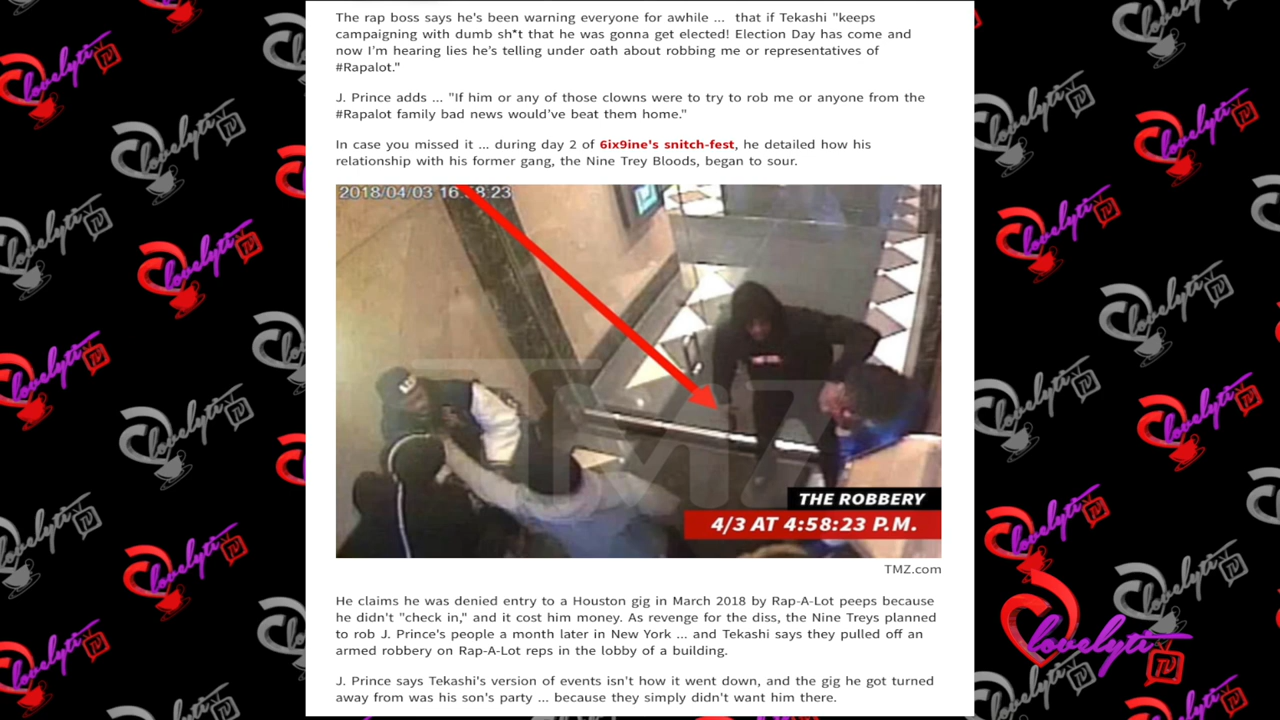 The rap boss says he's been warning everyone for awhile ... that if Tekashi "keeps
campaigning with dumb sh*t that he was gonna get elected! Election Day has come and
now I'm hearing lies he's telling under oath about robbing me or representatives of
#Rapalot."
J. Prince adds ... "If him or any of those clowns were to try to rob me or anyone from the
#Rapalot family bad news would've beat them home."
In case you missed it ... during day 2 of 6ix9ine's snitch-fest, he detailed how his
relationship with his former gang, the Nine Trey Bloods, began to sour.
2018/04/03 16:58:23
TMZ
THE ROBBERY
4/3 AT 4:58:23 P.M.
TMZ.com
He claims he was denied entry to a Houston gig in March 2018 by Rap-A-Lot peeps because
he didn't "check in," and it cost him money. As revenge for the diss, the Nine Treys planned
to rob J. Prince's people a month later in New York ... and Tekashi says they pulled off an
armed robbery on Rap-A-Lot reps in the lobby of a building.
J. Prince says Tekashi's version of events isn't how it went down, and the gig he got turned
away from was his son's party ... because they simply didn't want him there.
lovelyti TV